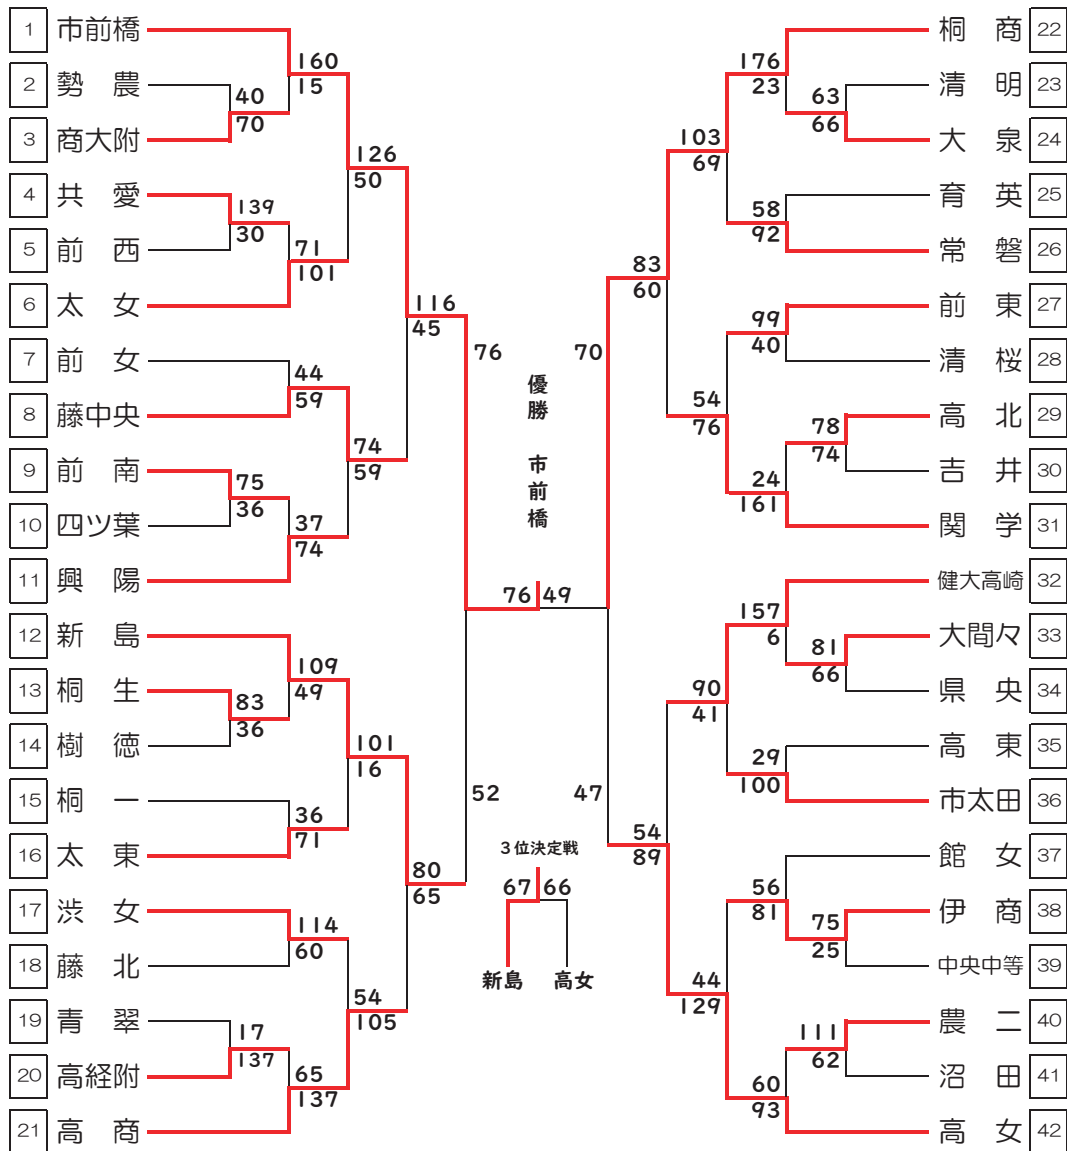 1 市前橋
2 勢農
3 商大附
4 共愛
5 前西
6 太女
7 前女
8 藤中央
9 前南
10 四ツ葉
11 興陽
12 新島
13 桐生
14 樹徳
15 桐一
16 太東
17 渋女
18 藤北
19 青翠
20 高経附
21 高商
40
70
139
30
75
36
83
36
17
137
160
15
71
101
44
59
37
74
109
49
36
71
114
60
65
137
126
50
74
59
101
16
54
105
116
45
80
65
76
52
優勝 市前橋
76 49
3位決定戦
67 66
新島 高女
70
47
83
60
54
89
103
69
54
76
90
41
44
129
176
23
58
92
99
40
24
161
157
6
29
100
56
81
60
93
63
66
78
74
81
66
75
25
111
62
桐商 22
清明 23
大泉 24
育英 25
常磐 26
前東 27
清桜 28
高北 29
吉井 30
関学 31
健大高崎 32
大間々 33
県央 34
高東 35
市太田 36
館女 37
伊商 38
中央中等 39
農二 40
沼田 41
高女 42